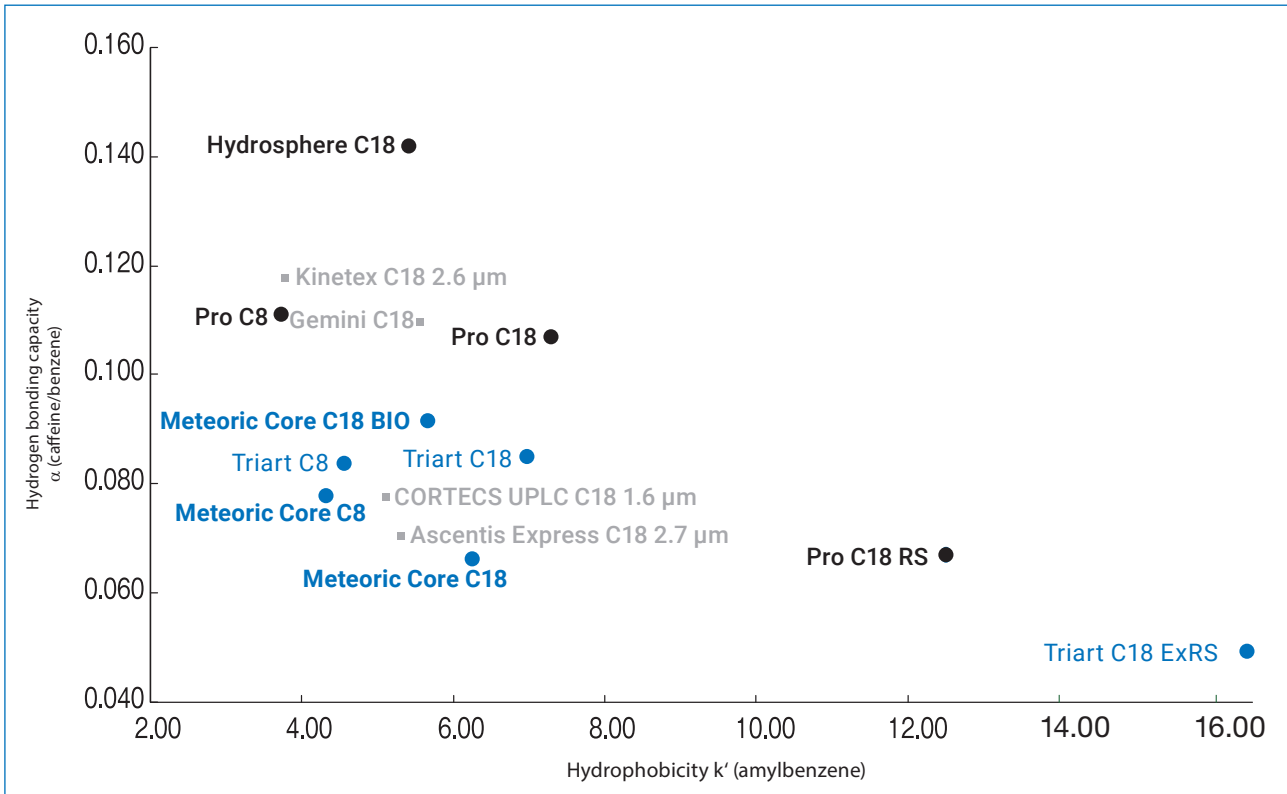 0.160
0.140
0.120
0.100
0.080
0.060
0.040
Hydrogen bonding capacity
α (caffeine/benzene)
Hydrosphere C18
Kinetex C18 2.6 µm
Pro C8
Gemini C18
Pro C18
Meteoric Core C18 BIO
Triart C8
Triart C18
Meteoric Core C8
CORTECS UPLC C18 1.6 µm
Ascentis Express C18 2.7 µm
Meteoric Core C18
Pro C18 RS
Triart C18 ExRS
2.00 4.00 6.00 8.00 10.00 12.00 14.00 16.00
Hydrophobicity k’ (amylbenzene)